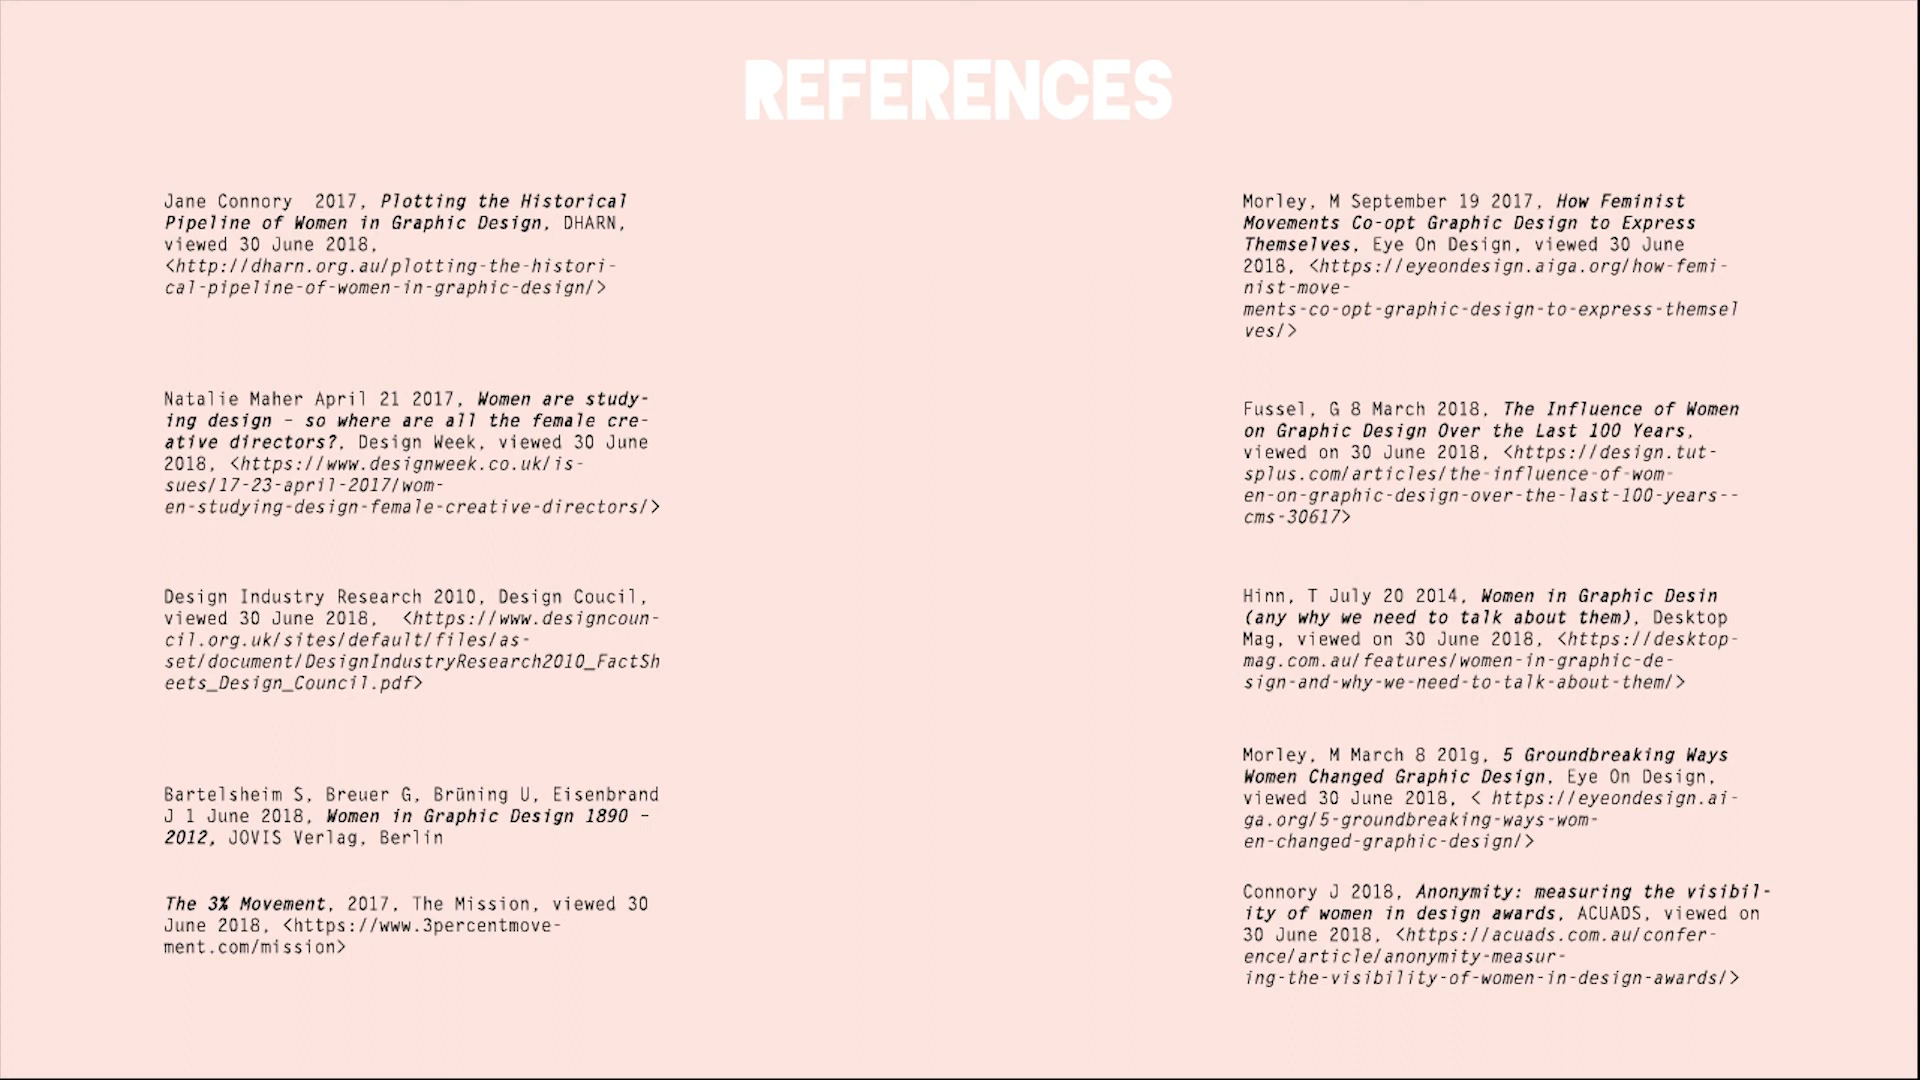 REFERENCES
Jane Connory  2017, Plotting the Historical
Pipeline of Women in Graphic Design, DHARN,
viewed 30 June 2018,
<http://dharn.org.au/plotting-the-histori-
cal-pipeline-of-women-in-graphic-design/>
Natalie Maher April 21 2017, Women are study-
ing design – so where are all the female cre-
ative directors?, Design Week, viewed 30 June
2018, <https://www.designweek.co.uk/is-
sues/17-23-april-2017/wom-
en-studying-design-female-creative-directors/>
Design Industry Research 2010, Design Coucil,
viewed 30 June 2018,  <https://www.designcoun-
cil.org.uk/sites/default/files/as-
set/document/DesignIndustryResearch2010_FactSh
eets_Design_Council.pdf>
Bartelsheim S, Breuer G, Brüning U, Eisenbrand
J 1 June 2018, Women in Graphic Design 1890 –
2012, JOVIS Verlag, Berlin
The 3% Movement, 2017, The Mission, viewed 30
June 2018, <https://www.3percentmove-
ment.com/mission>
Morley, M September 19 2017, How Feminist
Movements Co-opt Graphic Design to Express
Themselves, Eye On Design, viewed 30 June
2018, <https://eyeondesign.aiga.org/how-femi-
nist-move-
ments-co-opt-graphic-design-to-express-themsel
ves/>
Fussel, G 8 March 2018, The Influence of Women
on Graphic Design Over the Last 100 Years,
viewed on 30 June 2018, <https://design.tut-
splus.com/articles/the-influence-of-wom-
en-on-graphic-design-over-the-last-100-years--
cms-30617>
Hinn, T July 20 2014, Women in Graphic Desin
(any why we need to talk about them), Desktop
Mag, viewed on 30 June 2018, <https://desktop-
mag.com.au/features/women-in-graphic-de-
sign-and-why-we-need-to-talk-about-them/>
Morley, M March 8 201g, 5 Groundbreaking Ways
Women Changed Graphic Design, Eye On Design,
viewed 30 June 2018, < https://eyeondesign.ai-
ga.org/5-groundbreaking-ways-wom-
en-changed-graphic-design/>
Connory J 2018, Anonymity: measuring the visibil-
ity of women in design awards, ACUADS, viewed on
30 June 2018, <https://acuads.com.au/confer-
ence/article/anonymity-measur-
ing-the-visibility-of-women-in-design-awards/>